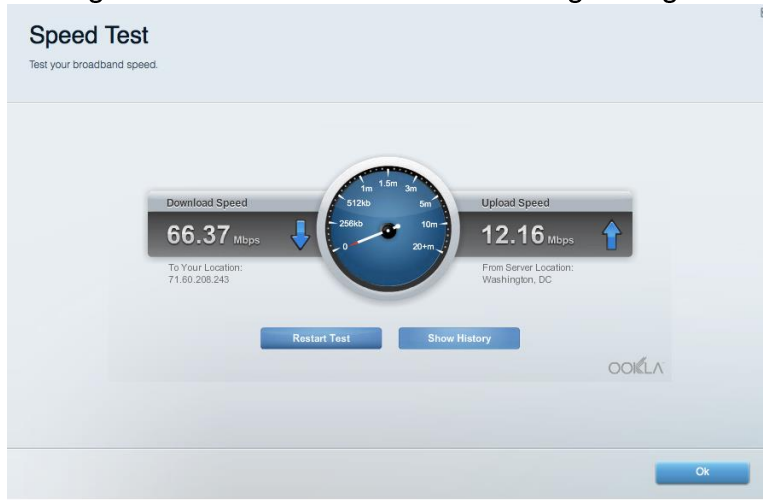 Speed Test
Test your broadband speed.
Download Speed
66.37 Mbps
To Your Location:
71.60.208.243
0
256kb
512kb
1m
1.5m
3m
5m
10m
20+m
Upload Speed
12.16 Mbps
From Server Location:
Washington, DC
Restart Test
Show History
OOKLA
Ok